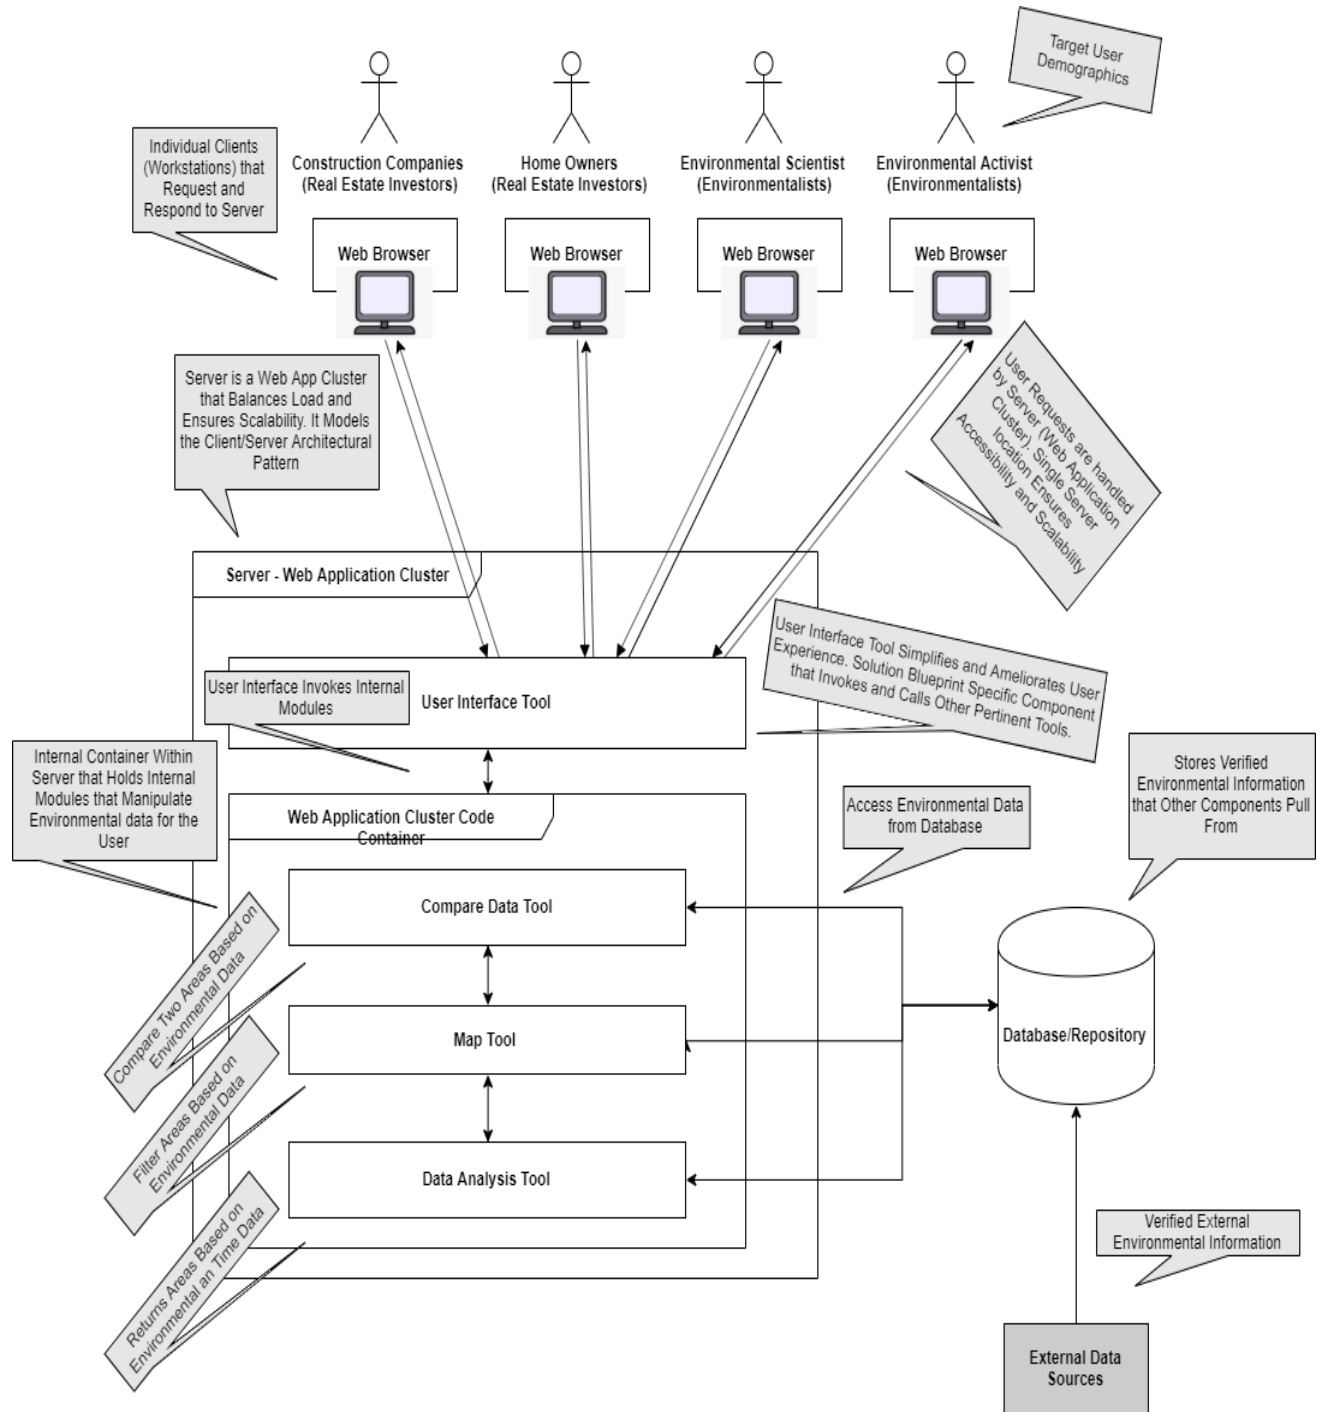 Target User
Demographics
Individual Clients
(Workstations) that
Request and
Respond to Server
Construction Companies
(Real Estate Investors)
Home Owners
(Real Estate Investors)
Environmental Scientist
(Environmentalists)
Environmental Activist
(Environmentalists)
Web Browser
Web Browser
Web Browser
Web Browser
Server is a Web App Cluster
that Balances Load and
Ensures Scalability. It Models
the Client/Server Architectural
Pattern
User Requests are handled
by Server (Web Application
Cluster). Single Server
location Ensures
Accessibility and Scalability
Server - Web Application Cluster
User Interface Tool Simplifies and Ameliorates User
Experience. Solution Blueprint Specific Component
that Invokes and Calls Other Pertinent Tools.
User Interface Invokes Internal
Modules
User Interface Tool
Internal Container Within
Server that Holds Internal
Modules that Manipulate
Environmental data for the
User
Web Application Cluster Code
Container
Access Environmental Data
from Database
Stores Verified
Environmental Information
that Other Components Pull
From
Compare Two Areas Based on
Environmental Data
Compare Data Tool
Filter Areas Based on
Environmental Data
Map Tool
Database/Repository
Returns Areas Based on
Environmental an Time Data
Data Analysis Tool
Verified External
Environmental Information
External Data
Sources